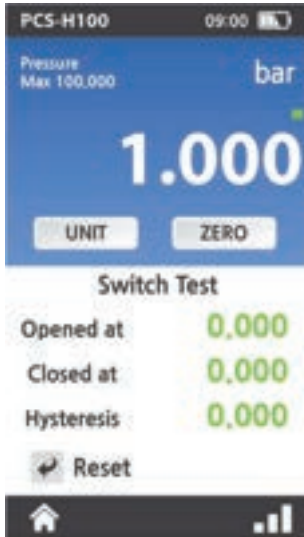 PCS-H100 09:00
Pressure
Max 100,000
bar
1.000
UNIT ZERO
Switch Test
Opened at 0,000
Closed at 0,000
Hysteresis 0,000
Reset